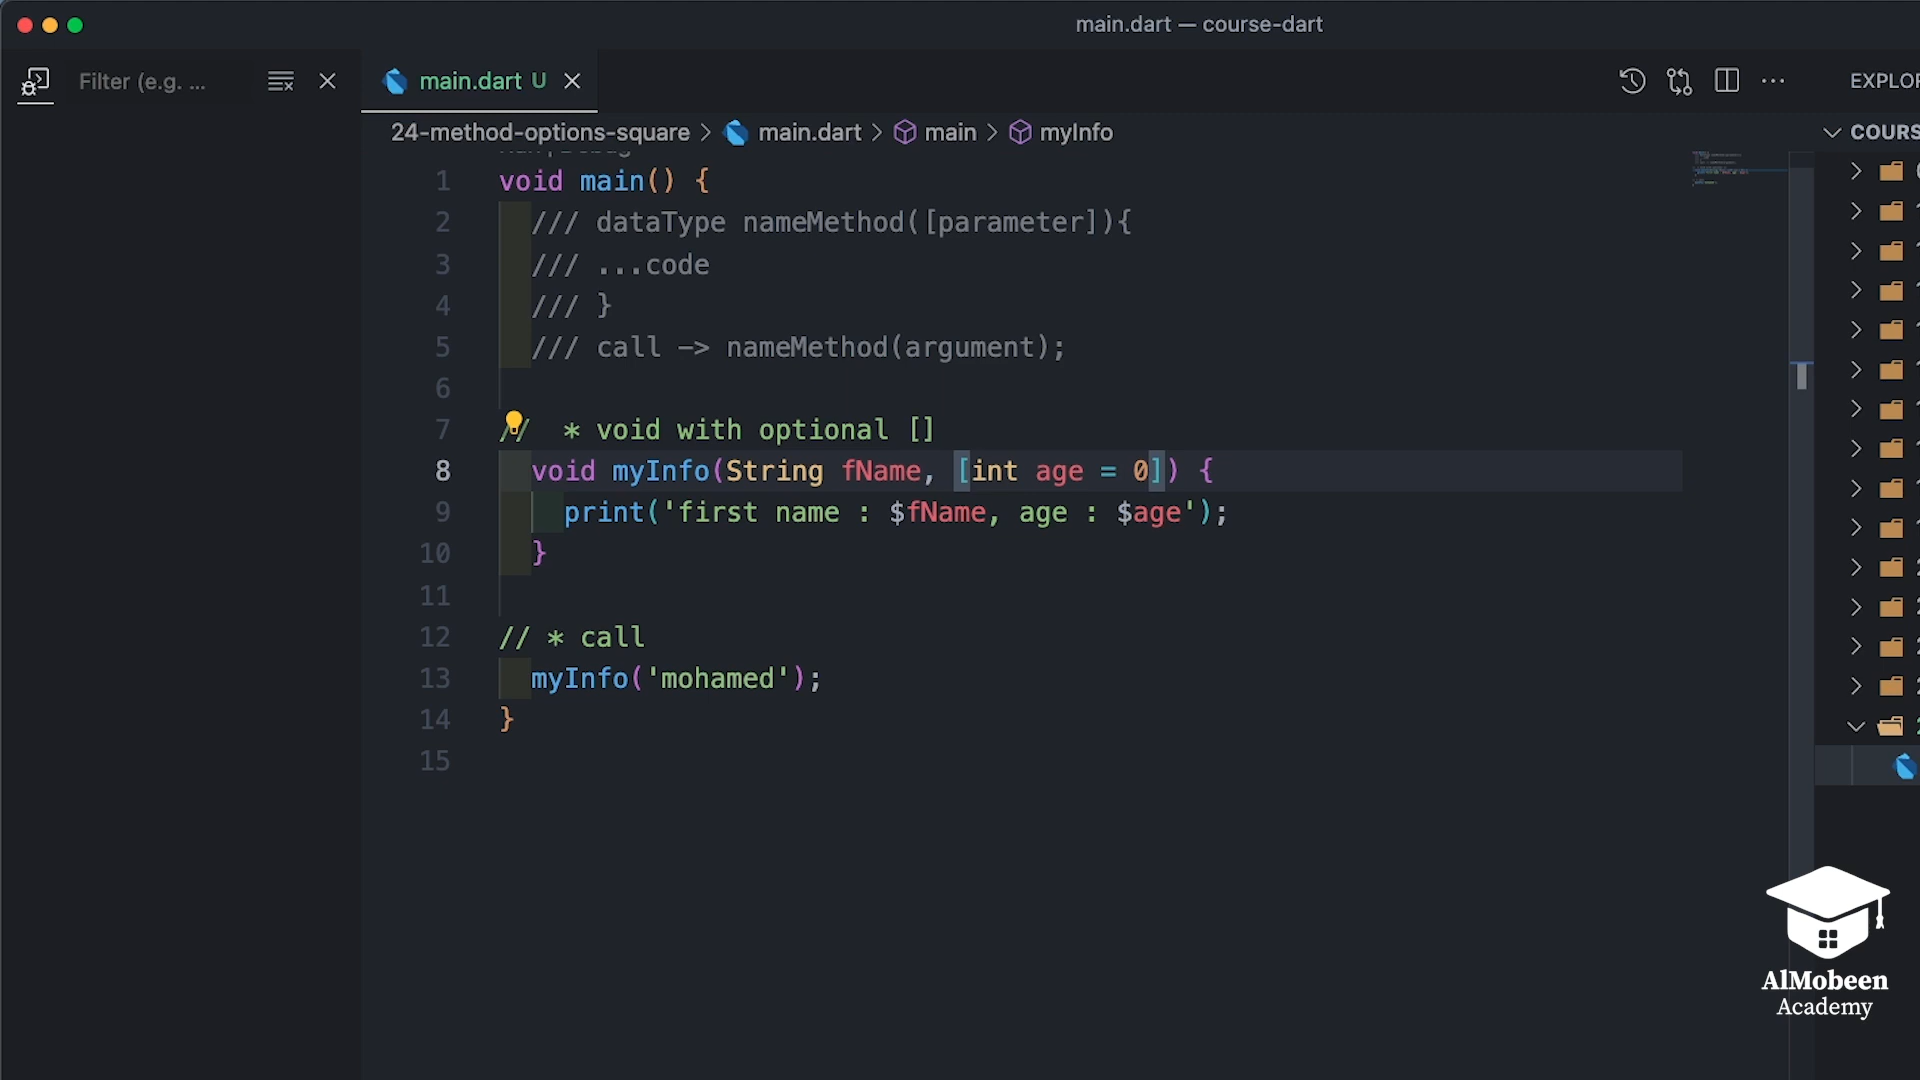 main.dart — course-dart
Filter (e.g. ...
main.dart U
EXPLOR
24-method-options-square > main.dart > main > myInfo
COURS
1 void main() {
2 /// dataType nameMethod([parameter]){
3 /// ...code
4 /// }
5 /// call -> nameMethod(argument);
6
7 // * void with optional []
8 void myInfo(String fName, [int age = 0]) {
9 print('first name : $fName, age : $age');
10 }
11
12 // * call
13 myInfo('mohamed');
14 }
15
AlMobeen
Academy